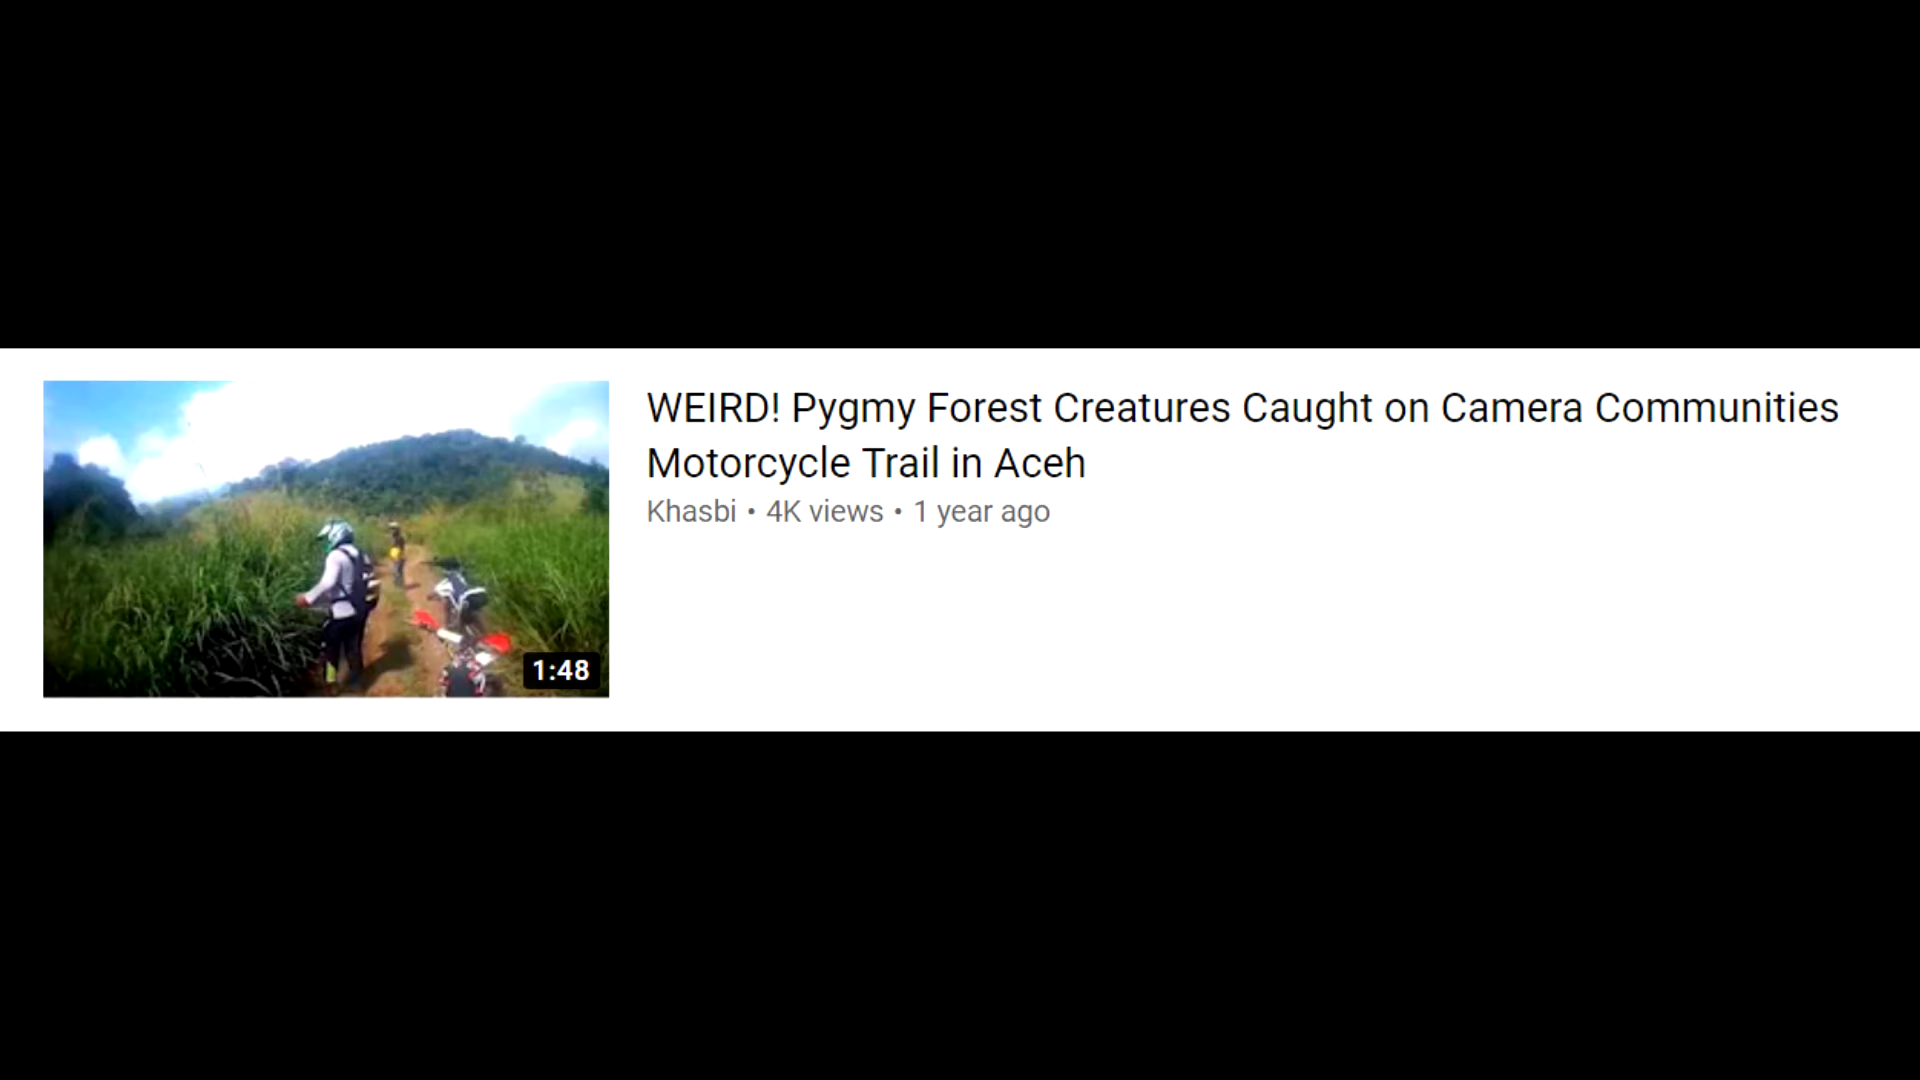 WEIRD! Pygmy Forest Creatures Caught on Camera Communities
Motorcycle Trail in Aceh
Khasbi • 4K views • 1 year ago
1:48